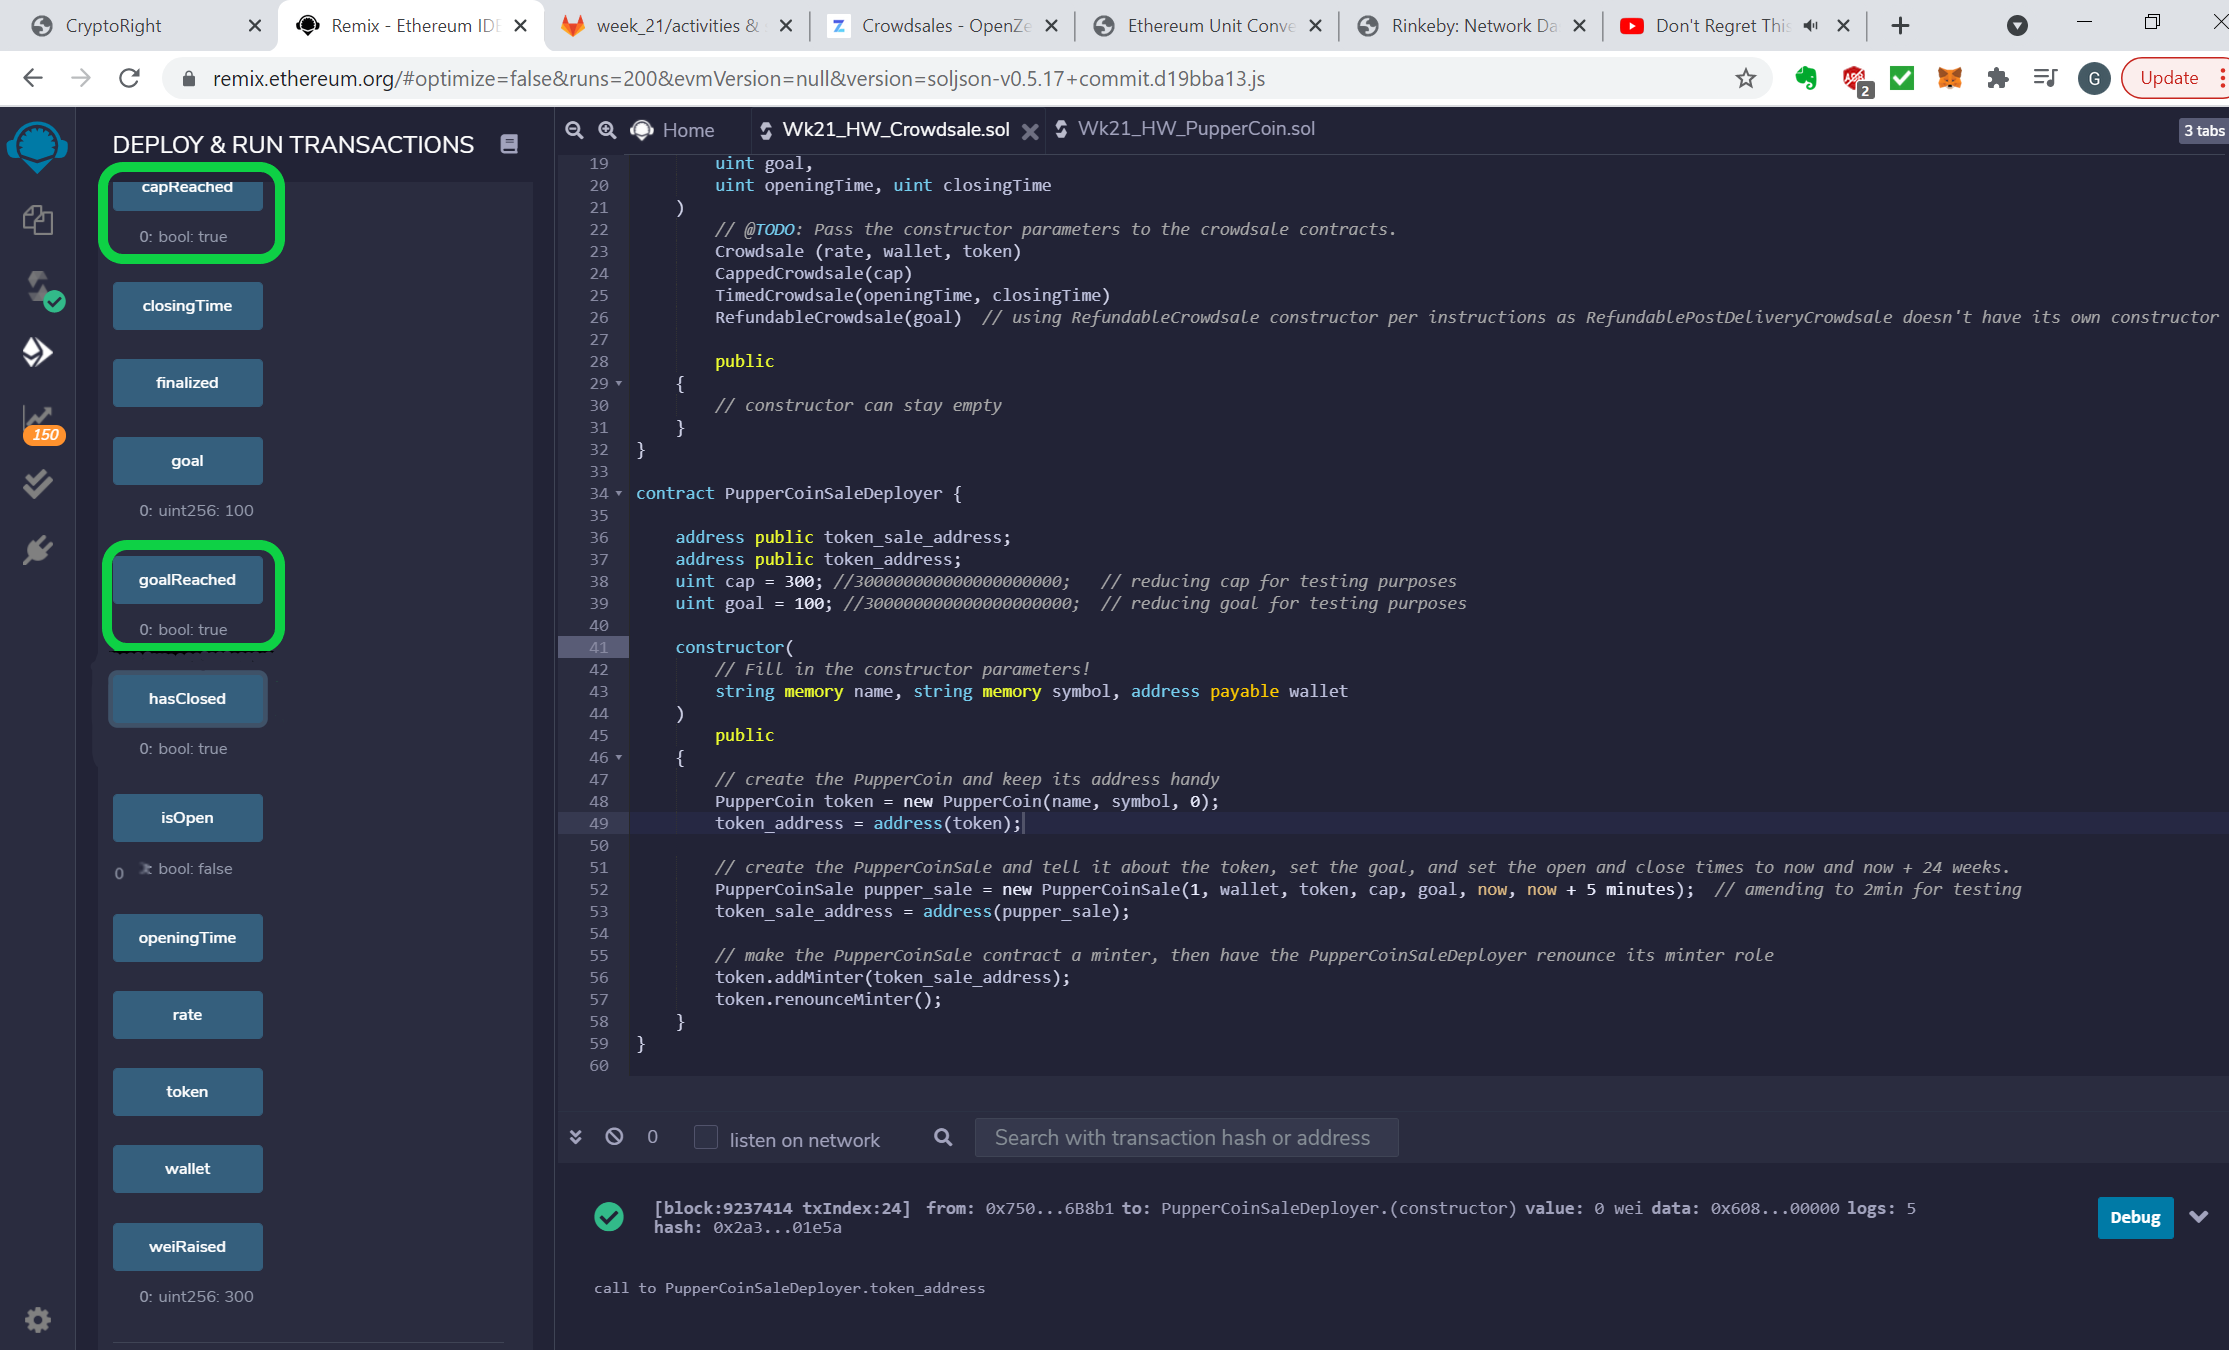 CryptoRight
Remix - Ethereum IDE
week_21/activities &
Crowdsales - OpenZe
Ethereum Unit Conve
Rinkeby: Network Da
Don't Regret This
remix.ethereum.org/#optimize=false&runs=200&evmVersion=null&version=soljson-v0.5.17+commit.d19bba13.js
ABP
2
G
Update
DEPLOY & RUN TRANSACTIONS
Home
Wk21_HW_Crowdsale.sol
Wk21_HW_PupperCoin.sol
3 tabs
150
capReached
0: bool: true
closingTime
finalized
goal
0: uint256: 100
goalReached
0: bool: true
hasClosed
0: bool: true
isOpen
0 bool: false
openingTime
rate
token
wallet
weiRaised
0: uint256: 300
19 uint goal,
20 uint openingTime, uint closingTime
21 )
22 // @TODO: Pass the constructor parameters to the crowdsale contracts.
23 Crowdsale (rate, wallet, token)
24 CappedCrowdsale(cap)
25 TimedCrowdsale(openingTime, closingTime)
26 RefundableCrowdsale(goal)  // using RefundableCrowdsale constructor per instructions as RefundablePostDeliveryCrowdsale doesn't have its own constructor
27
28 public
29 {
30 // constructor can stay empty
31 }
32 }
33
34 contract PupperCoinSaleDeployer {
35
36 address public token_sale_address;
37 address public token_address;
38 uint cap = 300; //300000000000000000000;   // reducing cap for testing purposes
39 uint goal = 100; //300000000000000000000;  // reducing goal for testing purposes
40
41 constructor(
42 // Fill in the constructor parameters!
43 string memory name, string memory symbol, address payable wallet
44 )
45 public
46 {
47 // create the PupperCoin and keep its address handy
48 PupperCoin token = new PupperCoin(name, symbol, 0);
49 token_address = address(token);
50
51 // create the PupperCoinSale and tell it about the token, set the goal, and set the open and close times to now and now + 24 weeks.
52 PupperCoinSale pupper_sale = new PupperCoinSale(1, wallet, token, cap, goal, now, now + 5 minutes);  // amending to 2min for testing
53 token_sale_address = address(pupper_sale);
54
55 // make the PupperCoinSale contract a minter, then have the PupperCoinSaleDeployer renounce its minter role
56 token.addMinter(token_sale_address);
57 token.renounceMinter();
58 }
59 }
60
0
listen on network
Search with transaction hash or address
[block:9237414 txIndex:24] from: 0x750...6B8b1 to: PupperCoinSaleDeployer.(constructor) value: 0 wei data: 0x608...00000 logs: 5
hash: 0x2a3...01e5a
Debug
call to PupperCoinSaleDeployer.token_address